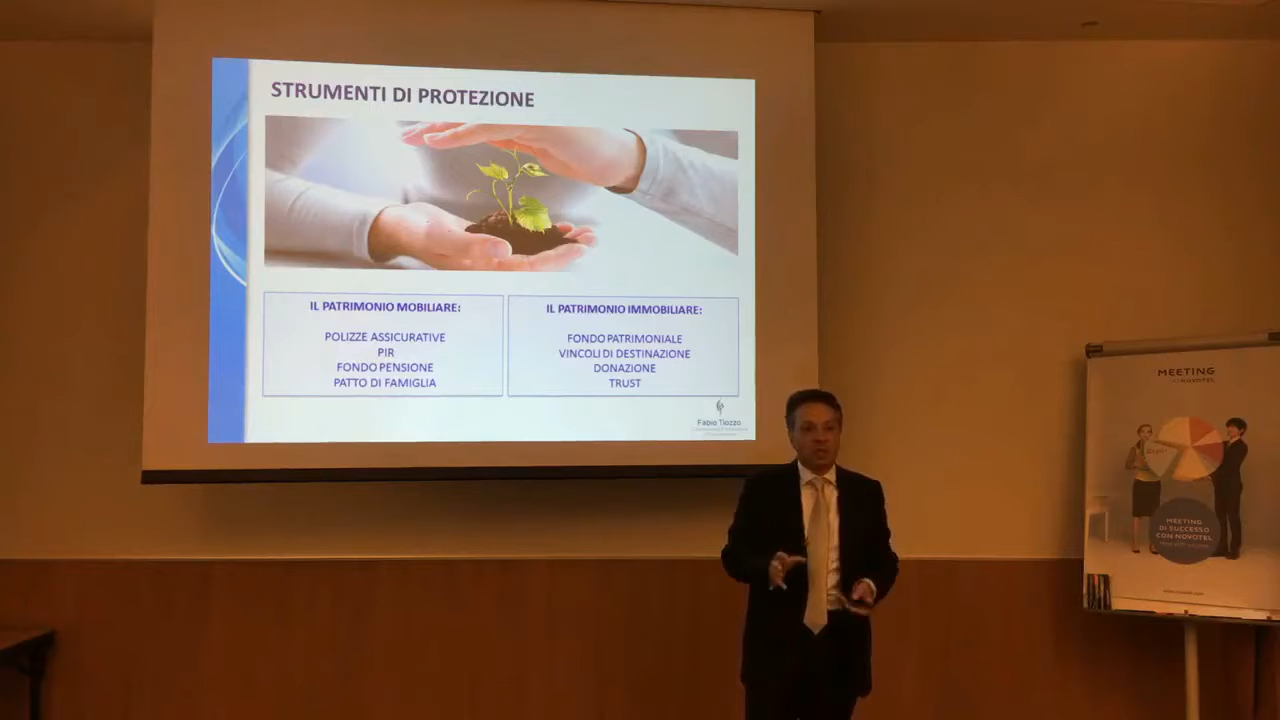 STRUMENTI DI PROTEZIONE
IL PATRIMONIO MOBILIARE:
POLIZZE ASSICURATIVE
PIR
FONDO PENSIONE
PATTO DI FAMIGLIA
IL PATRIMONIO IMMOBILIARE:
FONDO PATRIMONIALE
VINCOLI DI DESTINAZIONE
DONAZIONE
TRUST
Fabio Tiozzo
MEETING
NOVOTEL
MEETING
DI SUCCESSO
CON NOVOTEL